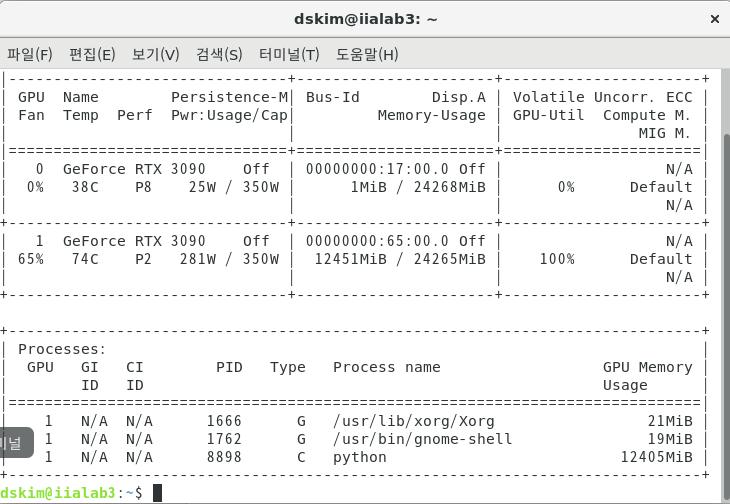 dskim@iialab3: ~
파일(F) 편집(E) 보기(V) 검색(S) 터미널(T) 도움말(H)
|-------------------------------+----------------------+----------------------+
| GPU  Name        Persistence-M| Bus-Id        Disp.A | Volatile Uncorr. ECC |
| Fan  Temp  Perf  Pwr:Usage/Cap|         Memory-Usage | GPU-Util  Compute M. |
|                               |                      |               MIG M. |
|===============================+======================+======================|
|   0  GeForce RTX 3090    Off  | 00000000:17:00.0 Off |                  N/A |
|  0%   38C    P8    25W / 350W |      1MiB / 24268MiB |      0%      Default |
|                               |                      |                  N/A |
+-------------------------------+----------------------+----------------------+
|   1  GeForce RTX 3090    Off  | 00000000:65:00.0 Off |                  N/A |
| 65%   74C    P2   281W / 350W |  12451MiB / 24265MiB |    100%      Default |
|                               |                      |                  N/A |
+-------------------------------+----------------------+----------------------+
+-----------------------------------------------------------------------------+
| Processes:                                                                  |
|  GPU   GI   CI        PID   Type   Process name                  GPU Memory |
|        ID   ID                                                   Usage      |
|=============================================================================|
|    1   N/A  N/A      1666      G   /usr/lib/xorg/Xorg                 21MiB |
|    1   N/A  N/A      1762      G   /usr/bin/gnome-shell               19MiB |
미널
|    1   N/A  N/A      8898      C   python                          12405MiB |
+-----------------------------------------------------------------------------+
dskim@iialab3:~$